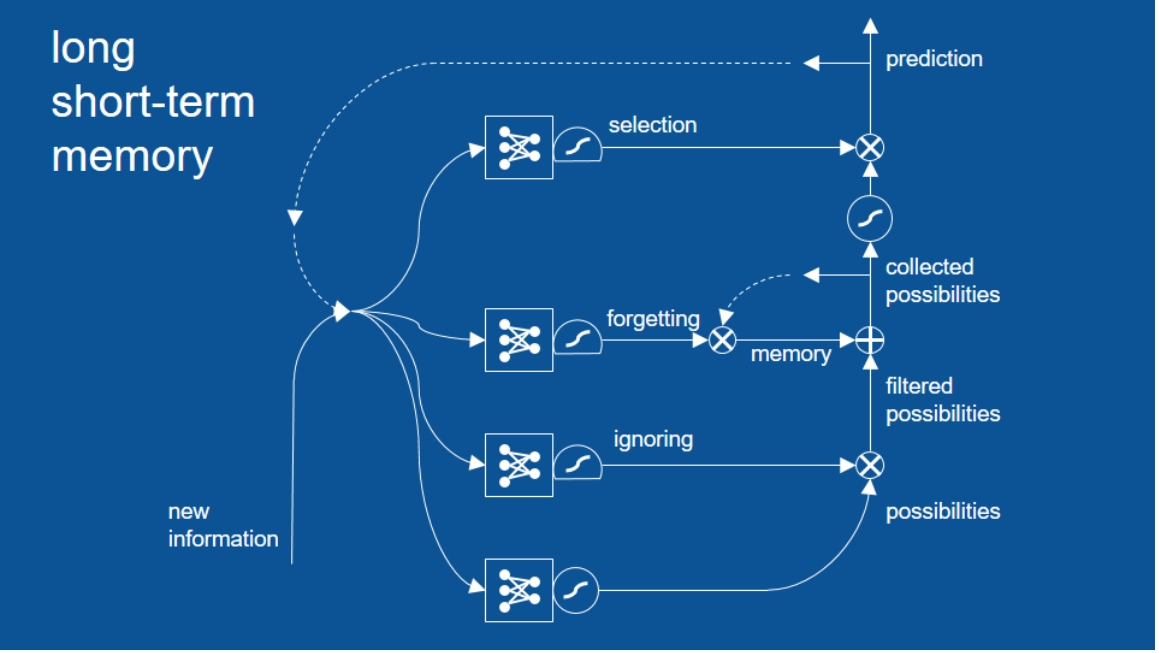 long
short-term
memory
prediction
selection
collected
possibilities
forgetting
memory
filtered
possibilities
ignoring
new
information
possibilities